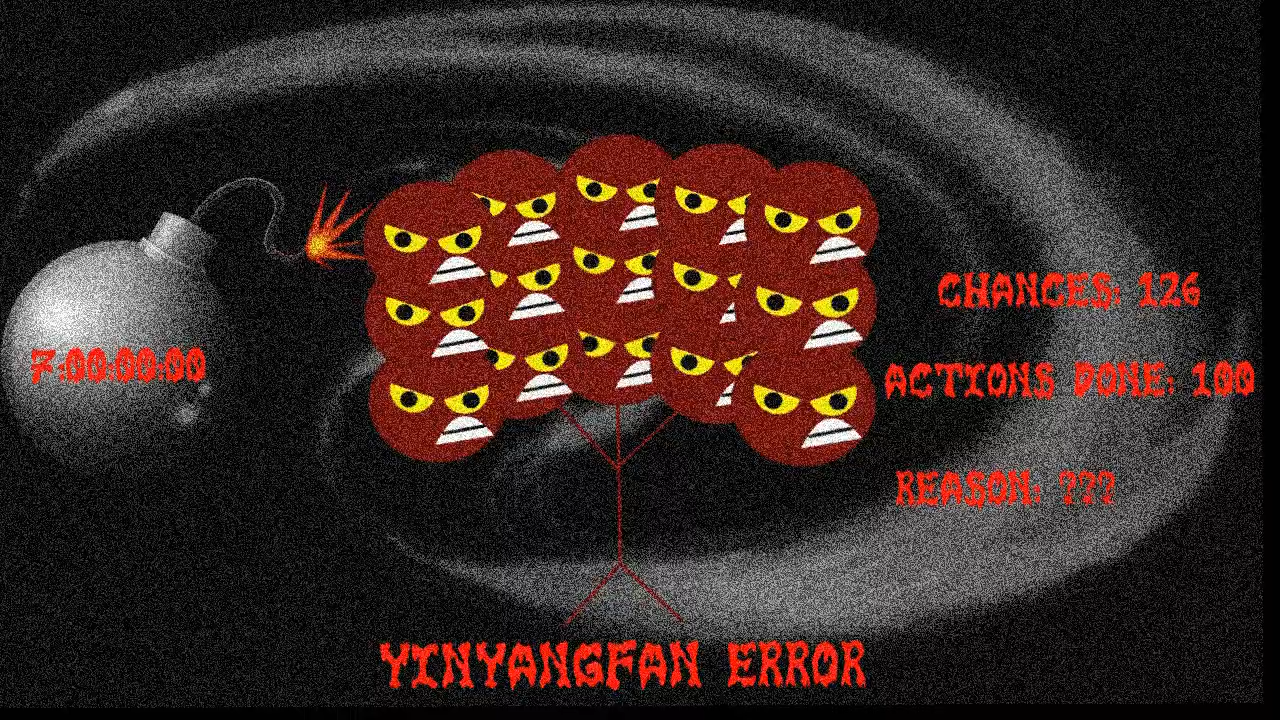 CHANCES: 126
7:00:00:00
ACTIONS DONE: 100
REASON: ???
YINYANGFAN ERROR